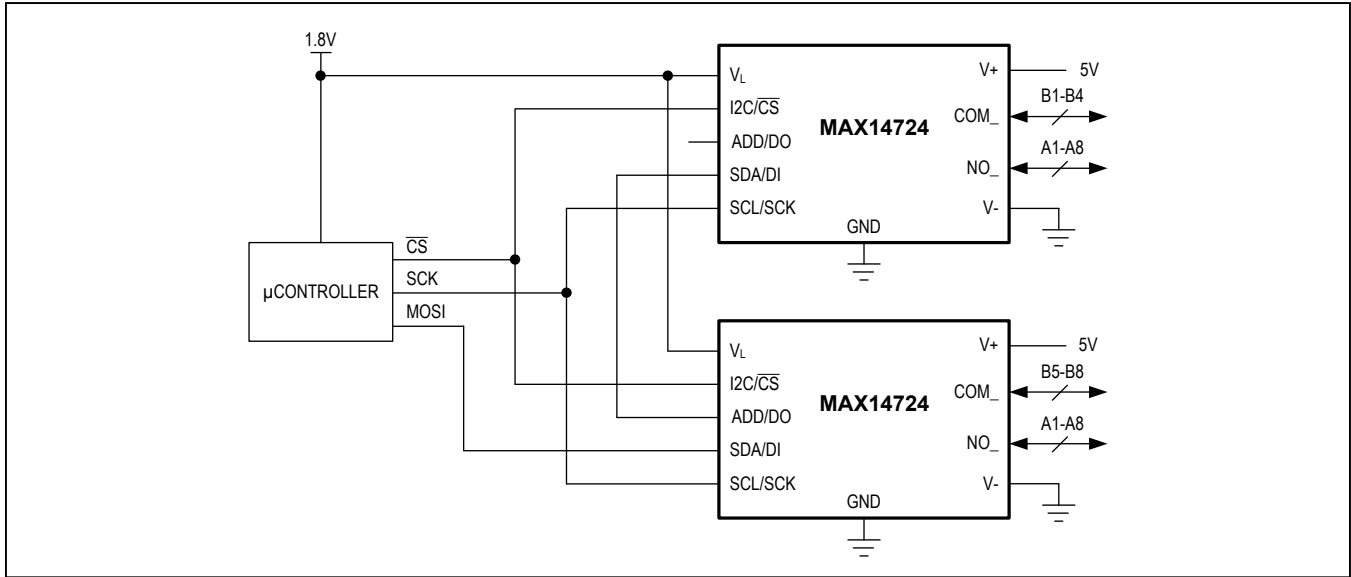 1.8V
µCONTROLLER
CS
SCK
MOSI
VL
I2C/CS
ADD/DO
SDA/DI
SCL/SCK
MAX14724
GND
V+
5V
COM_
B1-B4
NO_
A1-A8
V-
VL
I2C/CS
ADD/DO
SDA/DI
SCL/SCK
MAX14724
GND
V+
5V
COM_
B5-B8
NO_
A1-A8
V-